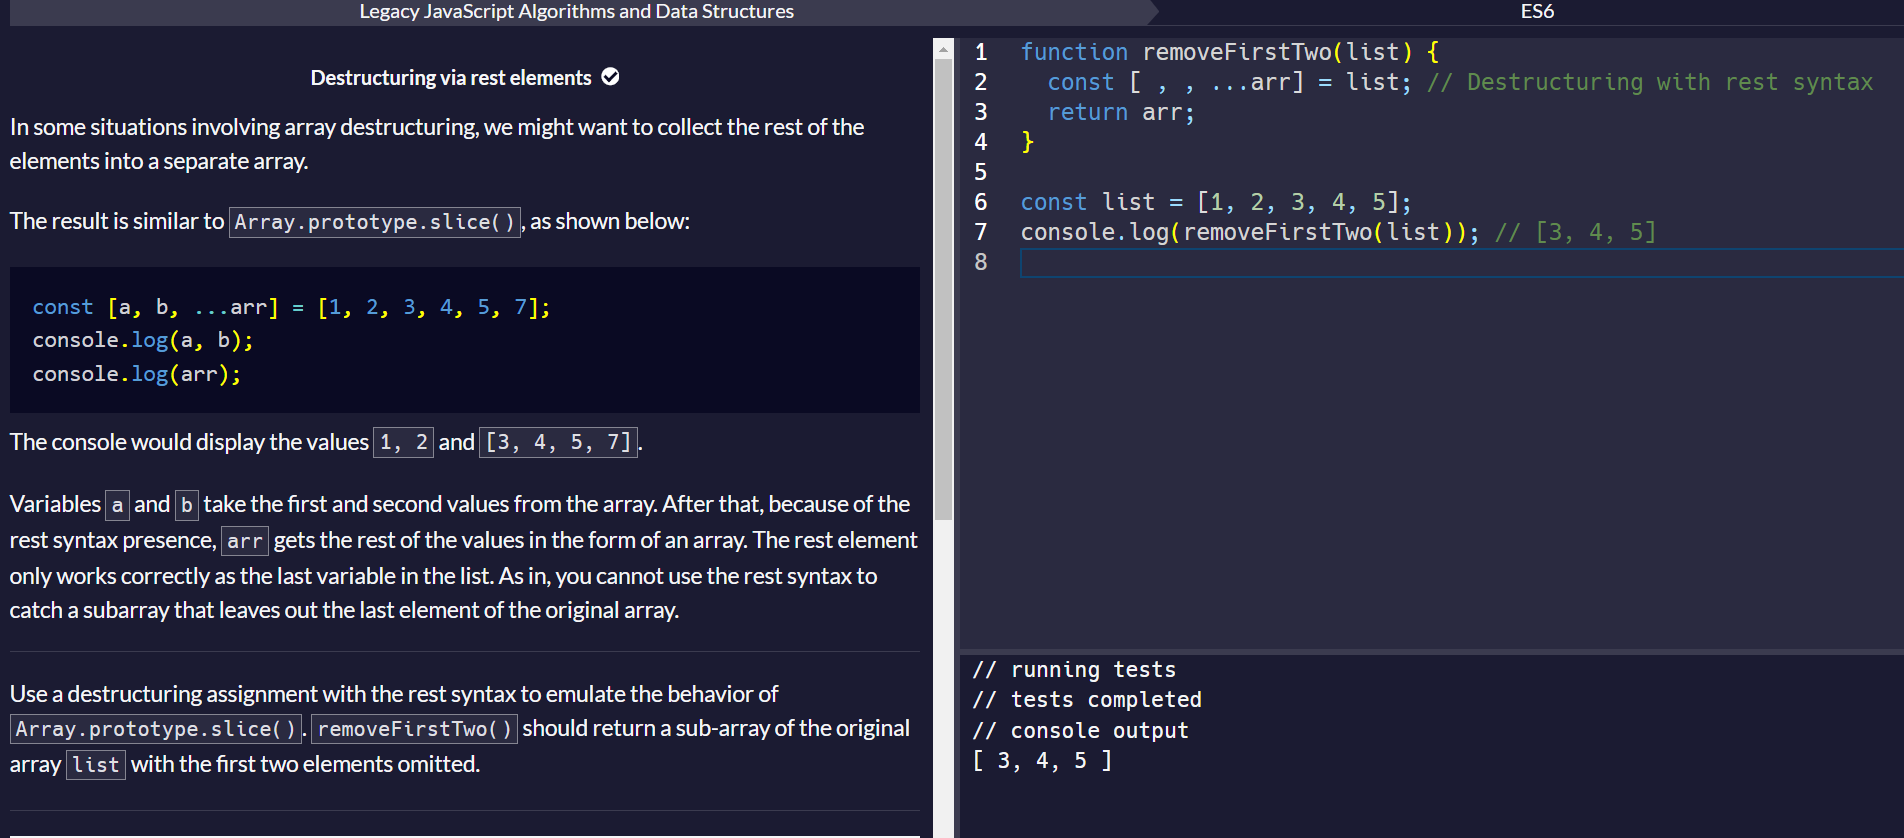 Legacy JavaScript Algorithms and Data Structures
ES6
Destructuring via rest elements
In some situations involving array destructuring, we might want to collect the rest of the
elements into a separate array.
The result is similar to Array.prototype.slice(), as shown below:
const [a, b, ...arr] = [1, 2, 3, 4, 5, 7];
console.log(a, b);
console.log(arr);
The console would display the values 1, 2 and [3, 4, 5, 7].
Variables a and b take the first and second values from the array. After that, because of the
rest syntax presence, arr gets the rest of the values in the form of an array. The rest element
only works correctly as the last variable in the list. As in, you cannot use the rest syntax to
catch a subarray that leaves out the last element of the original array.
Use a destructuring assignment with the rest syntax to emulate the behavior of
Array.prototype.slice(). removeFirstTwo() should return a sub-array of the original
array list with the first two elements omitted.
1 function removeFirstTwo(list) {
2 const [ , , ...arr] = list; // Destructuring with rest syntax
3 return arr;
4 }
5
6 const list = [1, 2, 3, 4, 5];
7 console.log(removeFirstTwo(list)); // [3, 4, 5]
8
// running tests
// tests completed
// console output
[ 3, 4, 5 ]